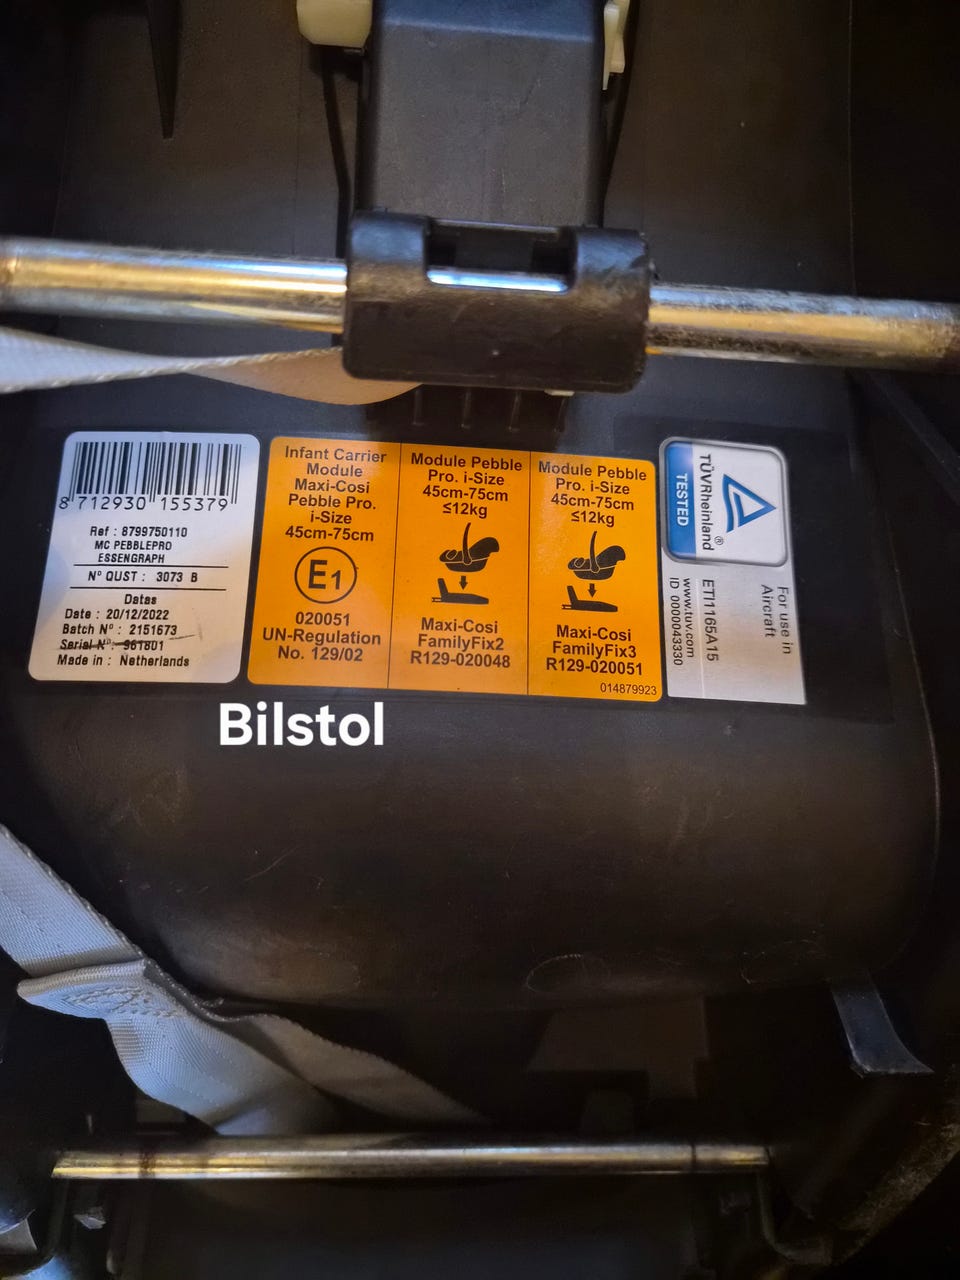 8 712930 155379
Ref : 8799750110
MC PEBBLEPRO
ESSENGRAPH
Nº QUST : 3073 B
Datas
Date : 20/12/2022
Batch Nº : 2151673
Serial Nº : 961801
Made in : Netherlands
Infant Carrier
Module
Maxi-Cosi
Pebble Pro.
i-Size
45cm-75cm
E1
020051
UN-Regulation
No. 129/02
Module Pebble
Pro. i-Size
45cm-75cm
≤12kg
Maxi-Cosi
FamilyFix2
R129-020048
Module Pebble
Pro. i-Size
45cm-75cm
≤12kg
Maxi-Cosi
FamilyFix3
R129-020051
014879923
TÜVRheinland®
TESTED
For use in
Aircraft
ETI1165A15
www.tuv.com
ID 0000043330
Bilstol